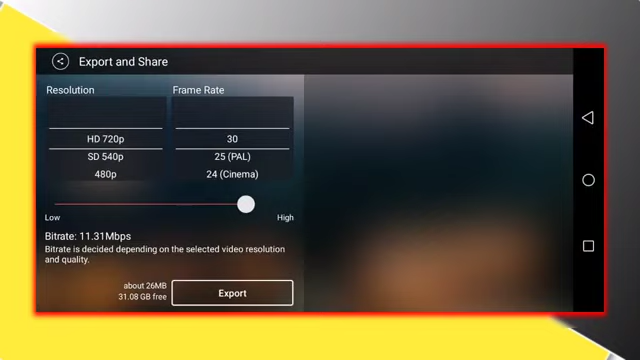 Export and Share
Resolution
Frame Rate
HD 720p
30
SD 540p
25 (PAL)
480p
24 (Cinema)
Low
High
Bitrate: 11.31Mbps
Bitrate is decided depending on the selected video resolution
and quality.
about 26MB
31.08 GB free
Export